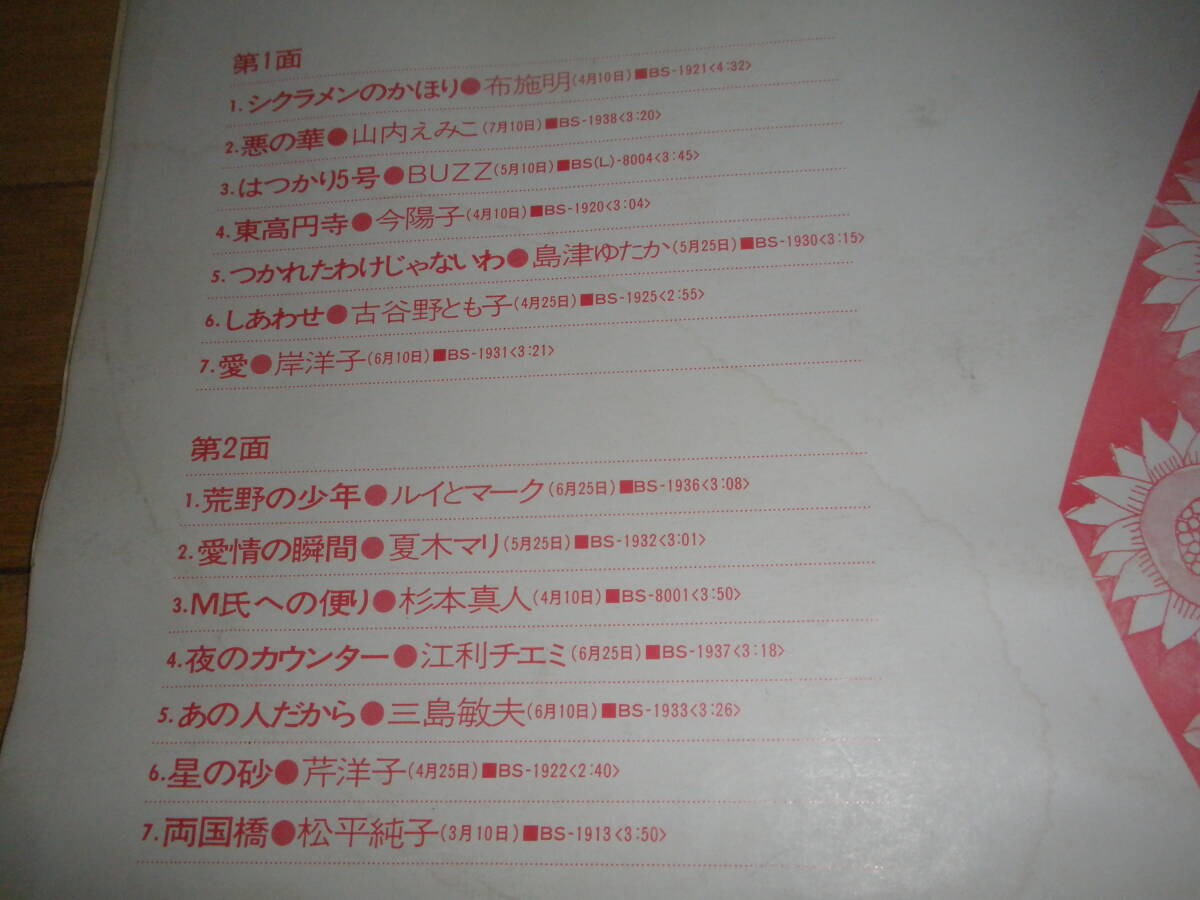 第1面
1.シクラメンのかほり●布施明(4月10日)■BS-1921<4:32>
2.悪の華●山内えみこ(7月10日)■BS-1938<3:20>
3.はつかり5号●BUZZ(5月10日)■BS(L)-8004<3:45>
4.東高円寺●今陽子(4月10日)■BS-1920<3:04>
5.つかれたわけじゃないわ●島津ゆたか(5月25日)■BS-1930<3:15>
6.しあわせ●古谷野とも子(4月25日)■BS-1925<2:55>
7.愛●岸洋子(6月10日)■BS-1931<3:21>
第2面
1.荒野の少年●ルイとマーク(6月25日)■BS-1936<3:08>
2.愛情の瞬間●夏木マリ(5月25日)■BS-1932<3:01>
3.M氏への便り●杉本真人(4月10日)■BS-8001<3:50>
4.夜のカウンター●江利チエミ(6月25日)■BS-1937<3:18>
5.あの人だから●三島敏夫(6月10日)■BS-1933<3:26>
6.星の砂●芹洋子(4月25日)■BS-1922<2:40>
7.両国橋●松平純子(3月10日)■BS-1913<3:50>